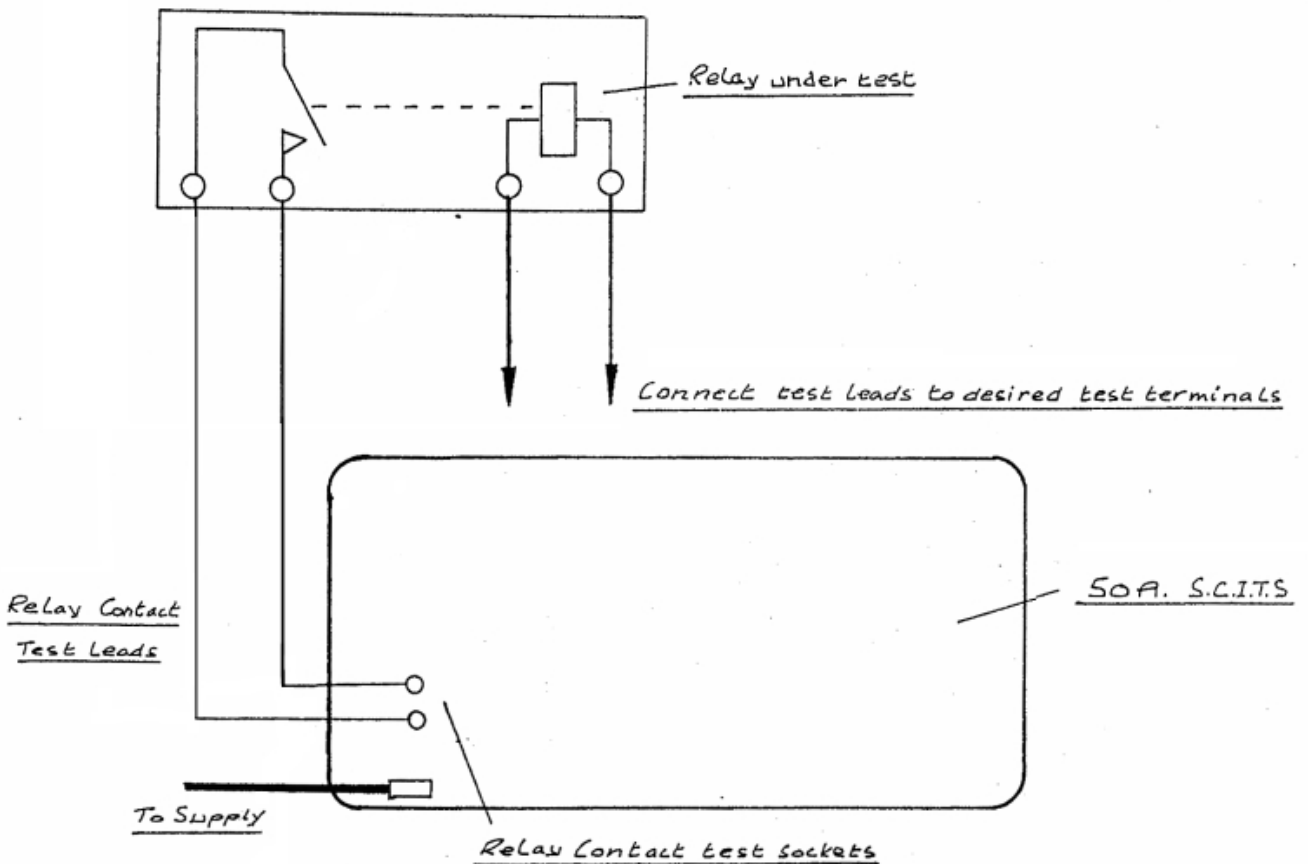 Relay under test
Connect test leads to desired test terminals
50A. S.C.I.T.S
Relay Contact
Test Leads
To Supply
Relay Contact test sockets